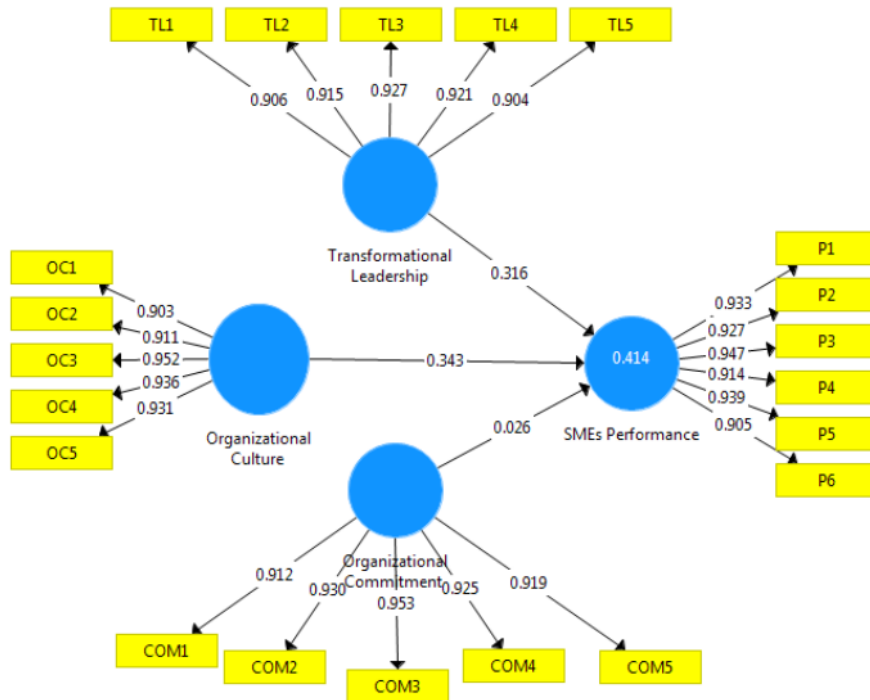 TL1 TL2 TL3 TL4 TL5
0.906 0.915 0.927 0.921 0.904
Transformational
Leadership
0.316
OC1
OC2
OC3
OC4
OC5
0.903
0.911
0.952
0.936
0.931
Organizational
Culture
0.343
P1
P2
P3
P4
P5
P6
0.933
0.927
0.947
0.914
0.939
0.905
0.414
SMEs Performance
0.026
Organizational
Commitment
0.912 0.930 0.953 0.925 0.919
COM1 COM2 COM3 COM4 COM5